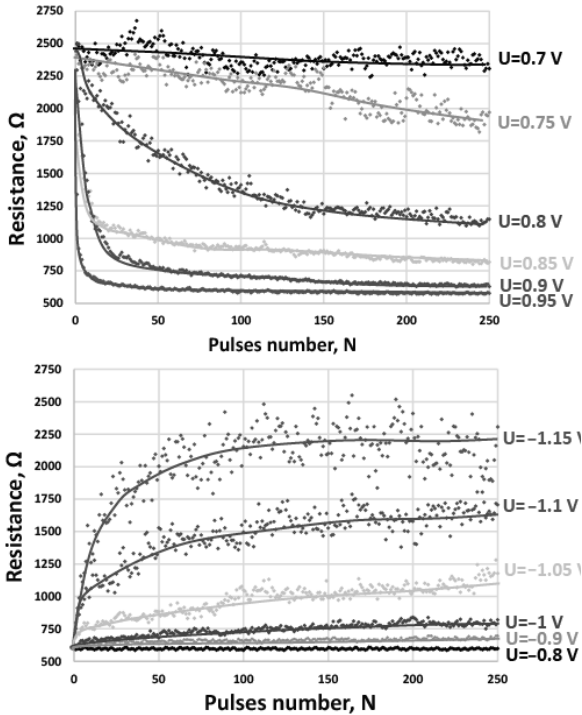 2750
2500
2250
2000
1750
1500
1250
1000
750
500
Resistance, Ω
0
50
100
150
200
250
Pulses number, N
U=0.7 V
U=0.75 V
U=0.8 V
U=0.85 V
U=0.9 V
U=0.95 V
2750
2500
2250
2000
1750
1500
1250
1000
750
500
Resistance, Ω
0
50
100
150
200
250
Pulses number, N
U=−1.15 V
U=−1.1 V
U=−1.05 V
U=−1 V
U=−0.9 V
U=−0.8 V